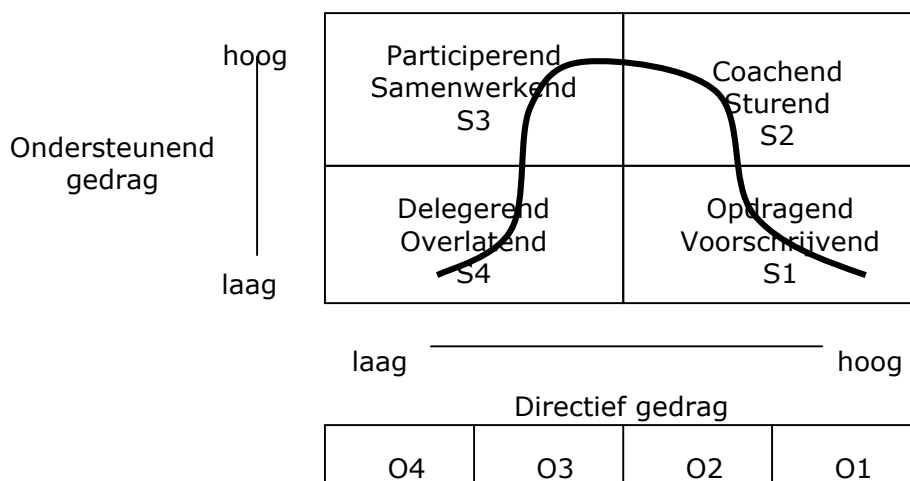 hoog
Ondersteunend
gedrag
laag
Participerend
Samenwerkend
S3
Coachend
Sturend
S2
Delegerend
Overlatend
S4
Opdragend
Voorschrijvend
S1
laag
hoog
Directief gedrag
O4
O3
O2
O1